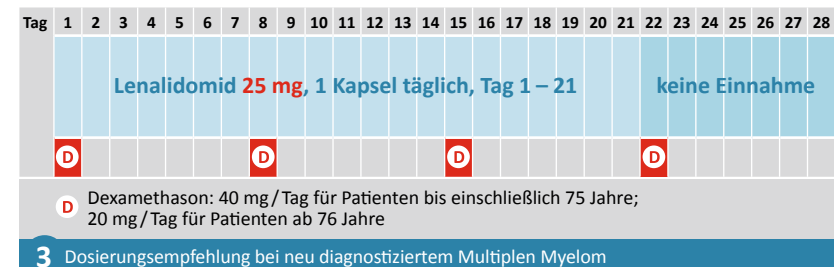 Tag 1 2 3 4 5 6 7 8 9 10 11 12 13 14 15 16 17 18 19 20 21 22 23 24 25 26 27 28
Lenalidomid 25 mg, 1 Kapsel täglich, Tag 1 – 21 keine Einnahme
D D D D
D Dexamethason: 40 mg/Tag für Patienten bis einschließlich 75 Jahre;
20 mg/Tag für Patienten ab 76 Jahre
3 Dosierungsempfehlung bei neu diagnostiziertem Multiplen Myelom